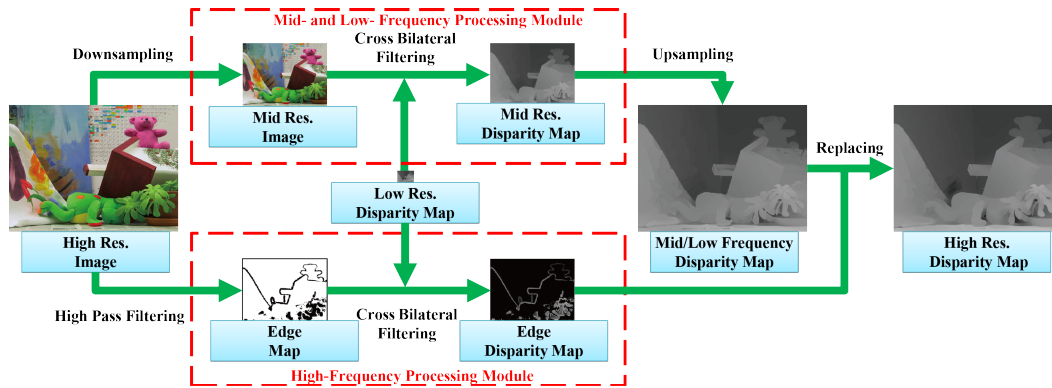 Mid- and Low- Frequency Processing Module
Downsampling
Cross Bilateral
Filtering
Upsampling
Mid Res.
Image
Mid Res.
Disparity Map
Replacing
Low Res.
Disparity Map
High Res.
Image
Mid/Low Frequency
Disparity Map
High Res.
Disparity Map
High Pass Filtering
Cross Bilateral
Filtering
Edge
Map
Edge
Disparity Map
High-Frequency Processing Module